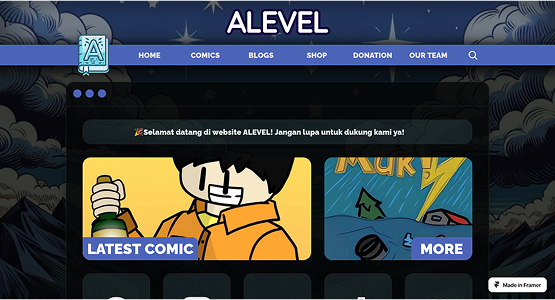 ALEVEL
A
HOME COMICS BLOGS SHOP DONATION OUR TEAM
🎉Selamat datang di website ALEVEL! Jangan lupa untuk dukung kami ya!
LATEST COMIC
MORE
Made in Framer